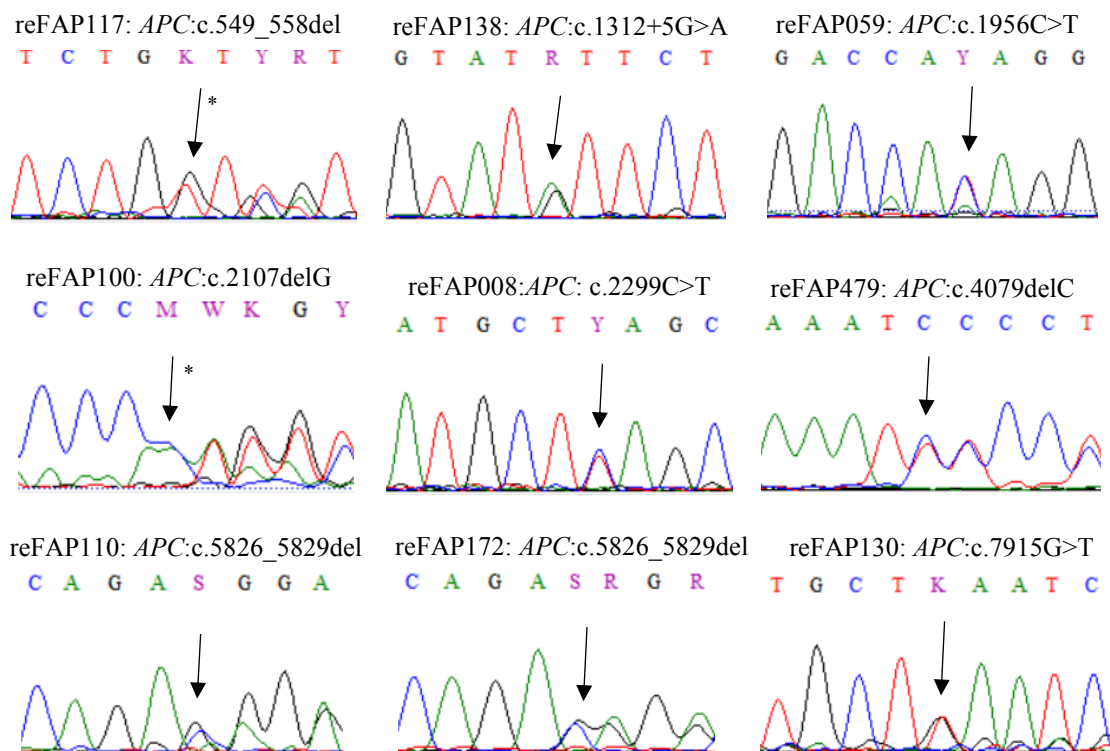 reFAP117: APC:c.549_558del
T C T G K T Y R T
*
reFAP138: APC:c.1312+5G>A
G T A T R T T C T
reFAP059: APC:c.1956C>T
G A C C A Y A G G
reFAP100: APC:c.2107delG
C C C M W K G Y
*
reFAP008:APC: c.2299C>T
A T G C T Y A G C
reFAP479: APC:c.4079delC
A A A T C C C C T
reFAP110: APC:c.5826_5829del
C A G A S G G A
reFAP172: APC:c.5826_5829del
C A G A S R G R
reFAP130: APC:c.7915G>T
T G C T K A A T C